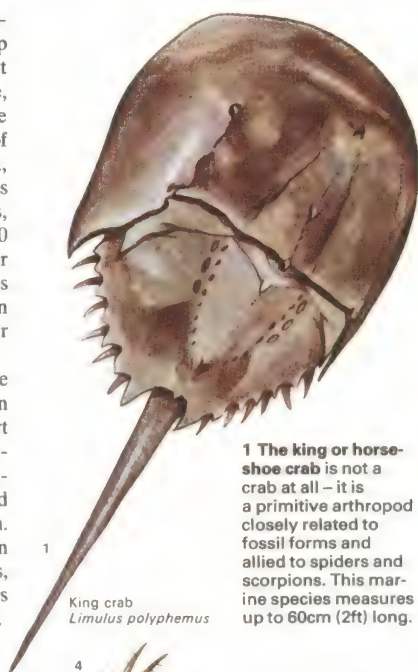 1 The king or horse-
shoe crab is not a
crab at all – it is
a primitive arthropod
closely related to
fossil forms and
allied to spiders and
scorpions. This mar-
ine species measures
up to 60cm (2ft) long.
1
King crab
Limulus polyphemus
4